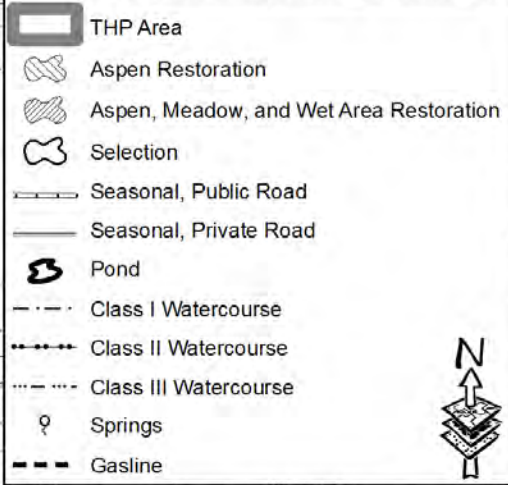 THP Area
Aspen Restoration
Aspen, Meadow, and Wet Area Restoration
Selection
Seasonal, Public Road
Seasonal, Private Road
Pond
Class I Watercourse
Class II Watercourse
Class III Watercourse
Springs
Gasline
N